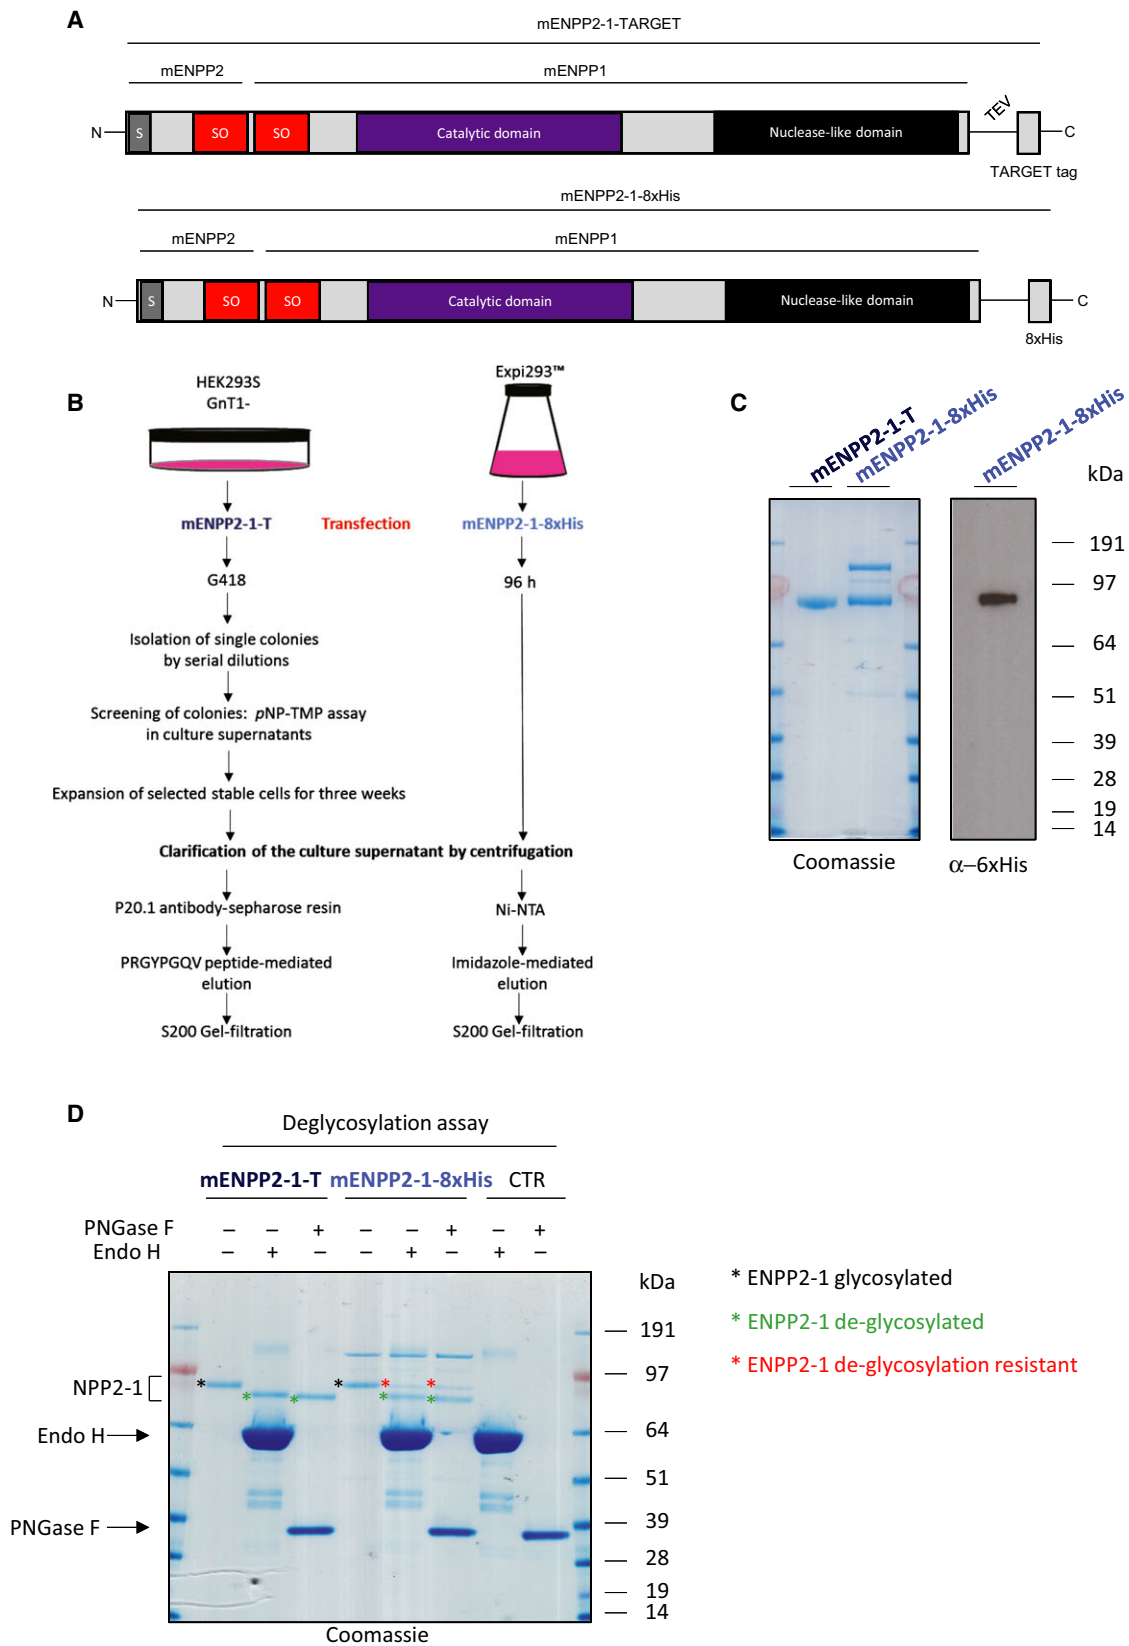 A
mENPP2-1-TARGET
mENPP2
mENPP1
N
S
SO
SO
Catalytic domain
Nuclease-like domain
TEV
C
TARGET tag
mENPP2-1-8xHis
mENPP2
mENPP1
N
S
SO
SO
Catalytic domain
Nuclease-like domain
C
8xHis
B
HEK293S
GnT1-
Expi293™
mENPP2-1-T
Transfection
mENPP2-1-8xHis
G418
96 h
Isolation of single colonies
by serial dilutions
Screening of colonies: pNP-TMP assay
in culture supernatants
Expansion of selected stable cells for three weeks
Clarification of the culture supernatant by centrifugation
P20.1 antibody-sepharose resin
Ni-NTA
PRGYPGQV peptide-mediated
elution
Imidazole-mediated
elution
S200 Gel-filtration
S200 Gel-filtration
C
mENPP2-1-T
mENPP2-1-8xHis
mENPP2-1-8xHis
kDa
191
97
64
51
39
28
19
14
Coomassie
α–6xHis
D
Deglycosylation assay
mENPP2-1-T
mENPP2-1-8xHis
CTR
PNGase F – – + – – + – +
Endo H – + – – + – + –
kDa
191
97
64
51
39
28
19
14
NPP2-1
Endo H
PNGase F
* * * * * * * *
Coomassie
* ENPP2-1 glycosylated
* ENPP2-1 de-glycosylated
* ENPP2-1 de-glycosylation resistant